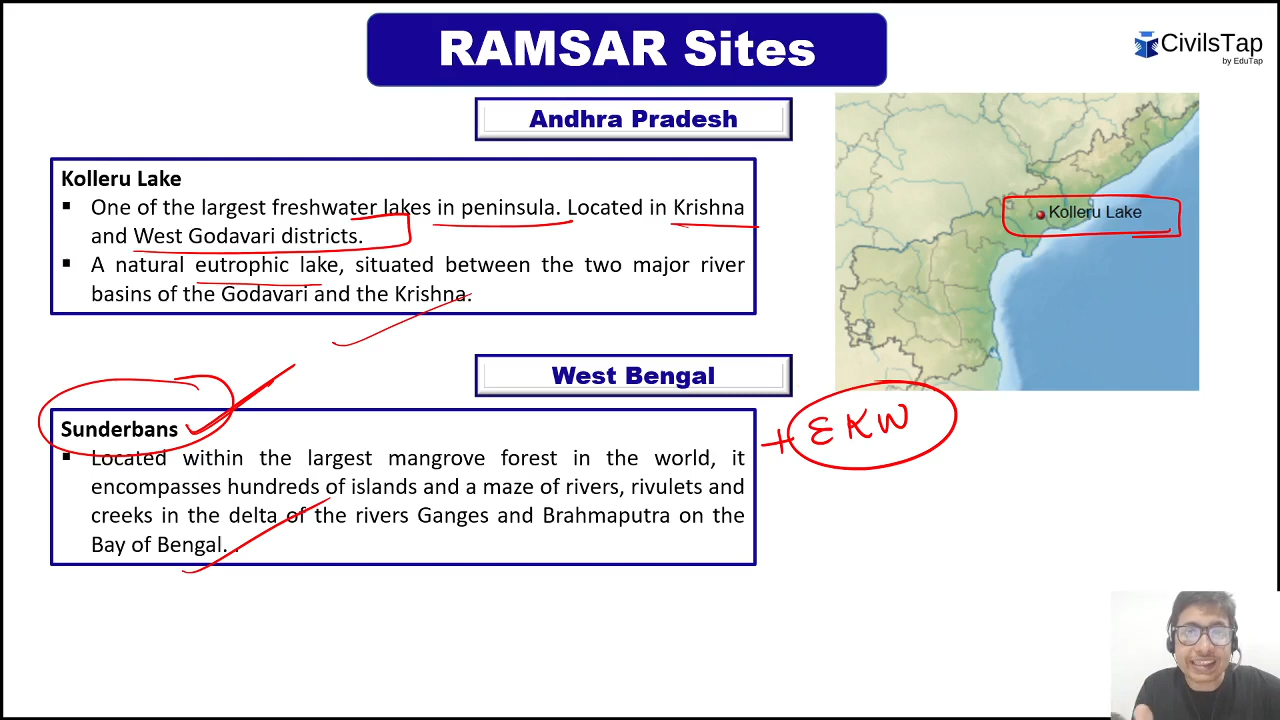 RAMSAR Sites
CivilsTap
by EduTap
Andhra Pradesh
Kolleru Lake
▪ One of the largest freshwater lakes in peninsula. Located in Krishna
and West Godavari districts.
▪ A natural eutrophic lake, situated between the two major river
basins of the Godavari and the Krishna.
Kolleru Lake
West Bengal
Sunderbans
▪ Located within the largest mangrove forest in the world, it
encompasses hundreds of islands and a maze of rivers, rivulets and
creeks in the delta of the rivers Ganges and Brahmaputra on the
Bay of Bengal. .
+ EKW